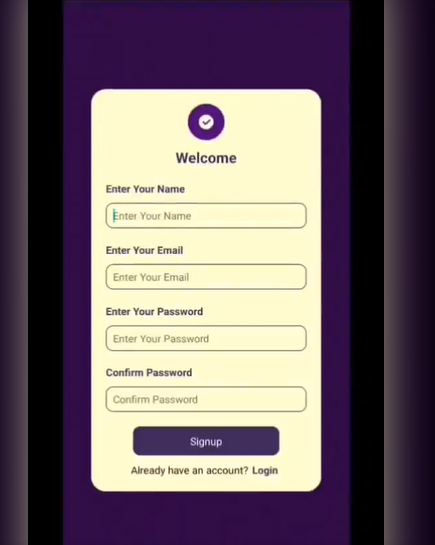 Welcome
Enter Your Name
Enter Your Name
Enter Your Email
Enter Your Email
Enter Your Password
Enter Your Password
Confirm Password
Confirm Password
Signup
Already have an account? Login